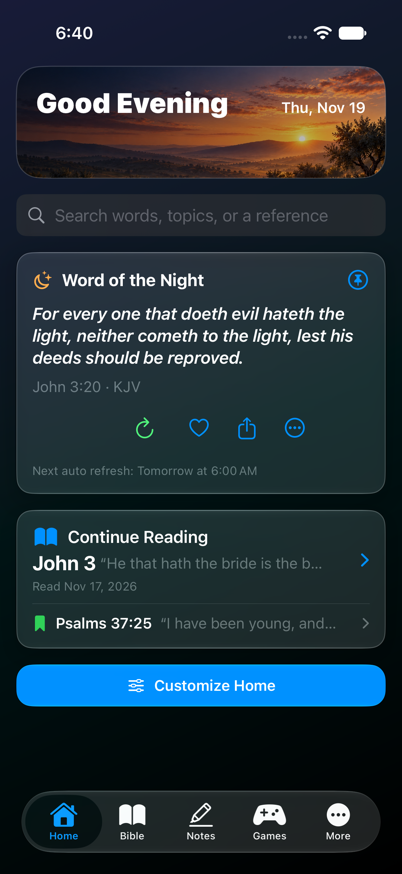 6:40
Good Evening
Thu, Nov 19
Search words, topics, or a reference
Word of the Night
For every one that doeth evil hateth the
light, neither cometh to the light, lest his
deeds should be reproved.
John 3:20 · KJV
Next auto refresh: Tomorrow at 6:00 AM
Continue Reading
John 3 “He that hath the bride is the b...
Read Nov 17, 2026
Psalms 37:25 “I have been young, and...
Customize Home
Home
Bible
Notes
Games
More